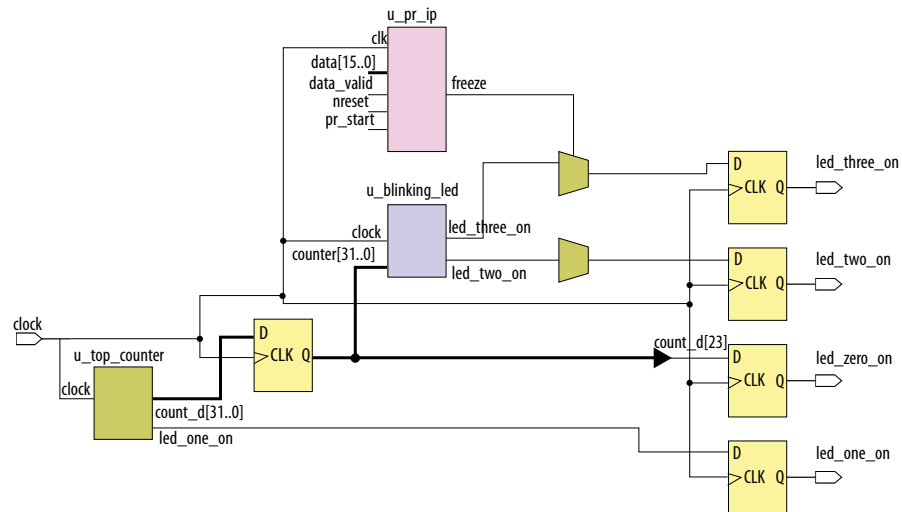 u_pr_ip
clk
data[15..0]
data_valid
nreset
pr_start
freeze
u_blinking_led
clock
counter[31..0]
led_three_on
led_two_on
D
CLK Q
led_three_on
D
CLK Q
led_two_on
clock
u_top_counter
clock
count_d[31..0]
led_one_on
D
CLK Q
count_d[23]
D
CLK Q
led_zero_on
D
CLK Q
led_one_on